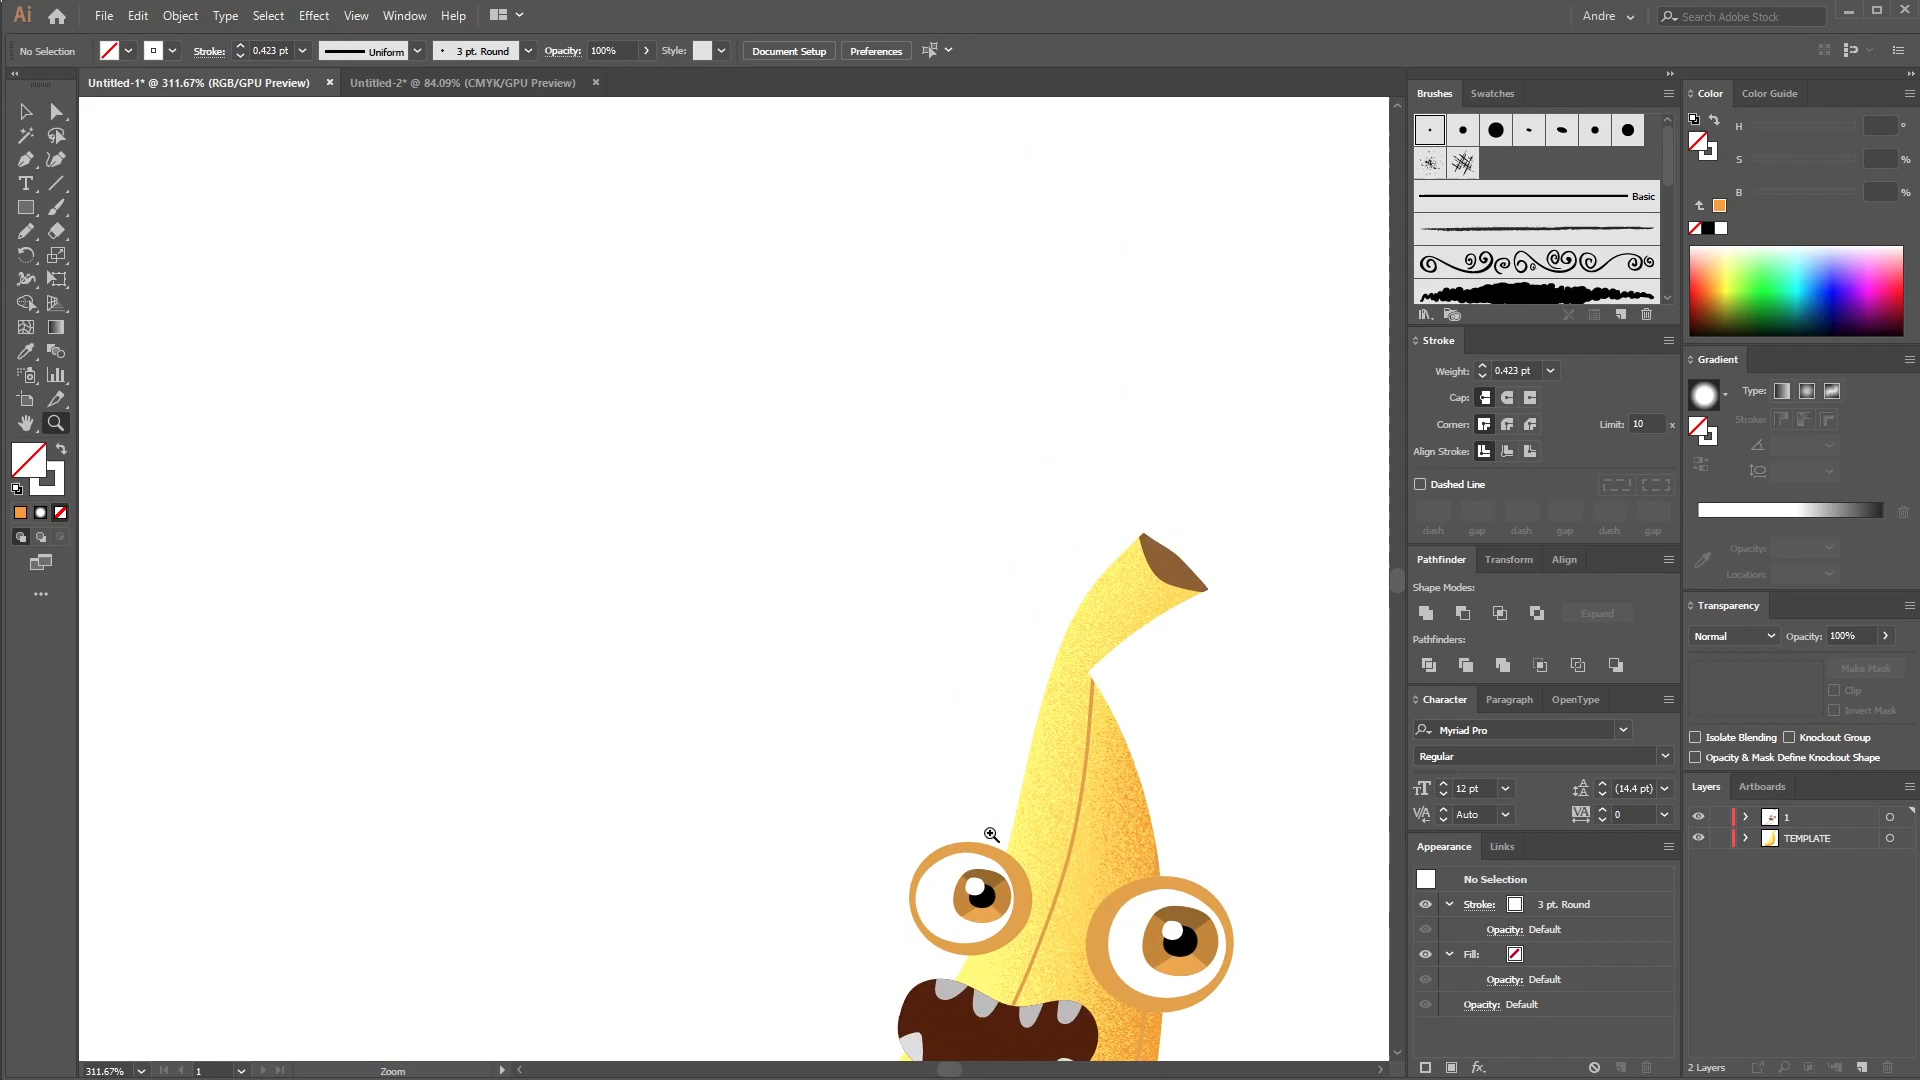 Ai File Edit Object Type Select Effect View Window Help Andre Search Adobe Stock
No Selection Stroke: 0.423 pt Uniform 3 pt. Round Opacity: 100% Style: Document Setup Preferences
Untitled-1* @ 311.67% (RGB/GPU Preview) × Untitled-2* @ 84.09% (CMYK/GPU Preview) ×
Brushes Swatches
Basic
Stroke
Weight: 0.423 pt
Cap:
Corner: Limit: 10 x
Align Stroke:
Dashed Line
dash gap dash gap dash gap
Pathfinder Transform Align
Shape Modes:
Expand
Pathfinders:
Character Paragraph OpenType
Myriad Pro
Regular
12 pt (14.4 pt)
Auto 0
Appearance Links
No Selection
Stroke: 3 pt. Round
Opacity: Default
Fill:
Opacity: Default
Opacity: Default
Color Color Guide
H °
S %
B %
Gradient
Type:
Stroke:
Opacity:
Location:
Transparency
Normal Opacity: 100%
Make Mask
Clip
Invert Mask
Isolate Blending Knockout Group
Opacity & Mask Define Knockout Shape
Layers Artboards
1
TEMPLATE
2 Layers
311.67% 1 Zoom